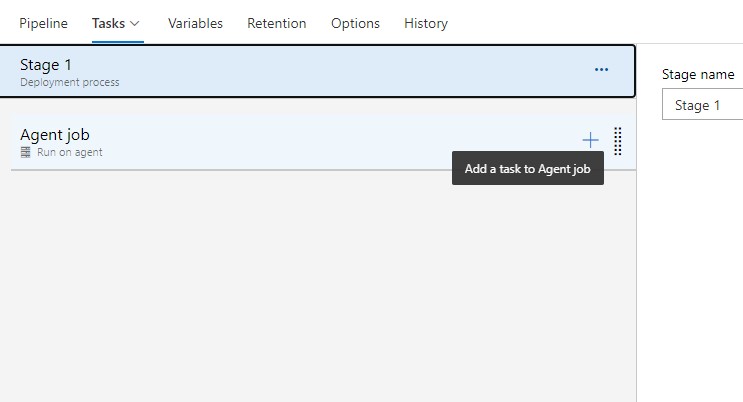 Pipeline Tasks Variables Retention Options History
Stage 1
Deployment process
...
Stage name
Stage 1
Agent job
Run on agent
Add a task to Agent job